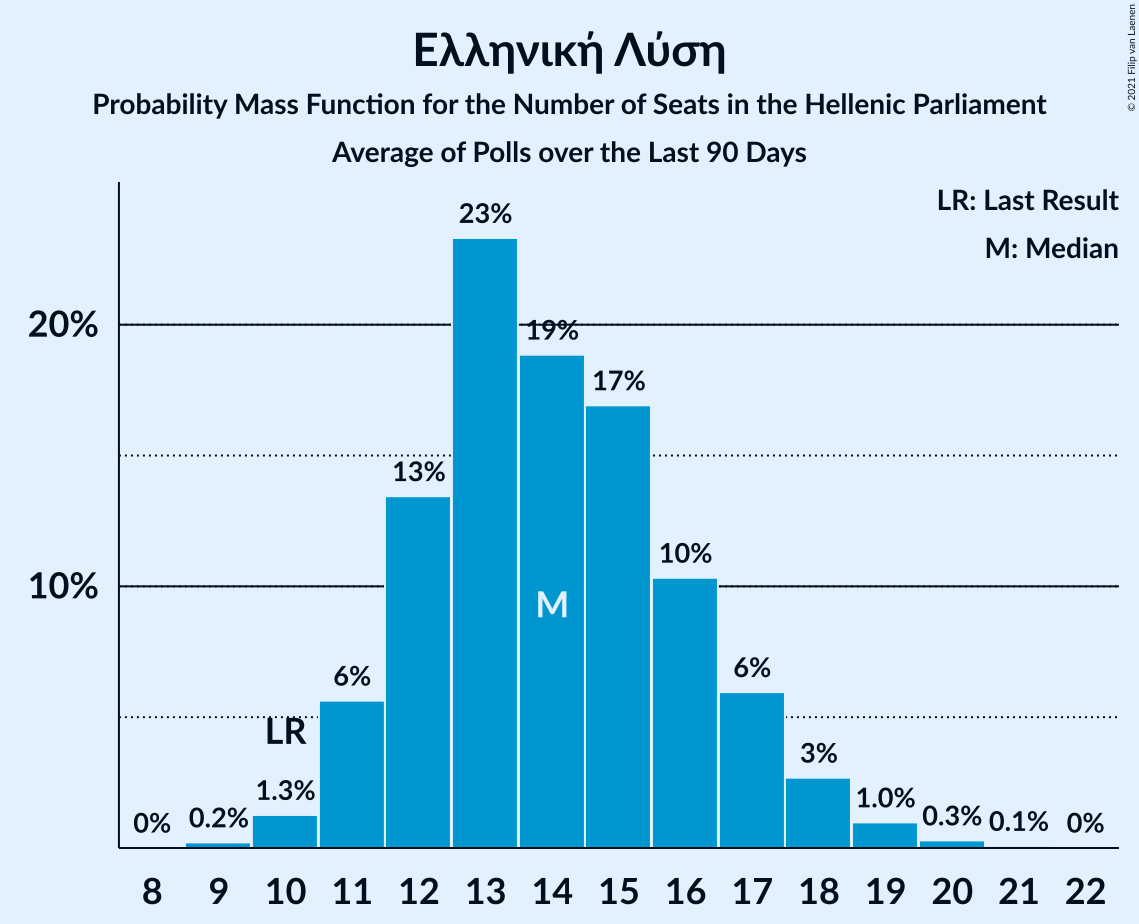 Ελληνική Λύση
Probability Mass Function for the Number of Seats in the Hellenic Parliament
Average of Polls over the Last 90 Days
© 2021 Filip van Laenen
LR: Last Result
M: Median
20%
10%
0%
0.2%
1.3%
LR
6%
13%
23%
19%
M
17%
10%
6%
3%
1.0%
0.3%
0.1%
0%
8 9 10 11 12 13 14 15 16 17 18 19 20 21 22